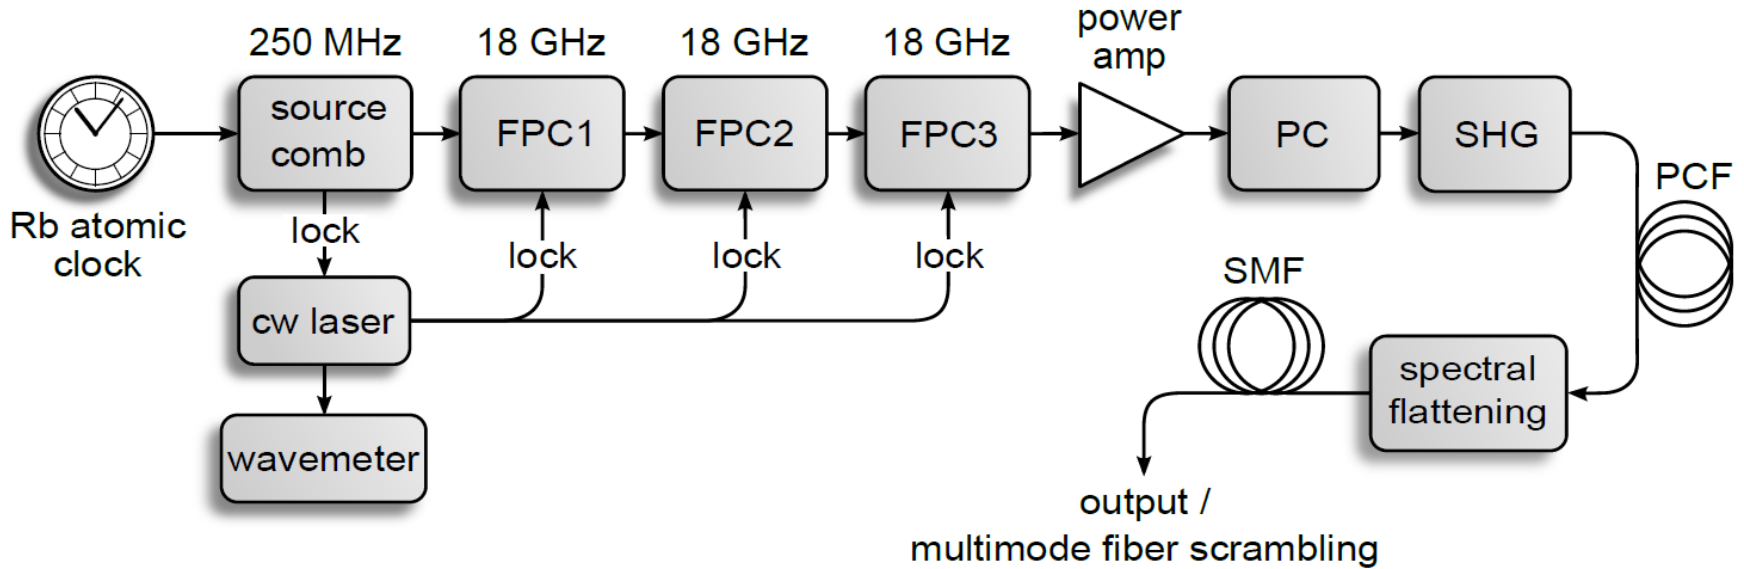 250 MHz
18 GHz
18 GHz
18 GHz
power
amp
source
comb
FPC1
FPC2
FPC3
PC
SHG
PCF
Rb atomic
clock
lock
lock
lock
lock
cw laser
wavemeter
SMF
spectral
flattening
output /
multimode fiber scrambling